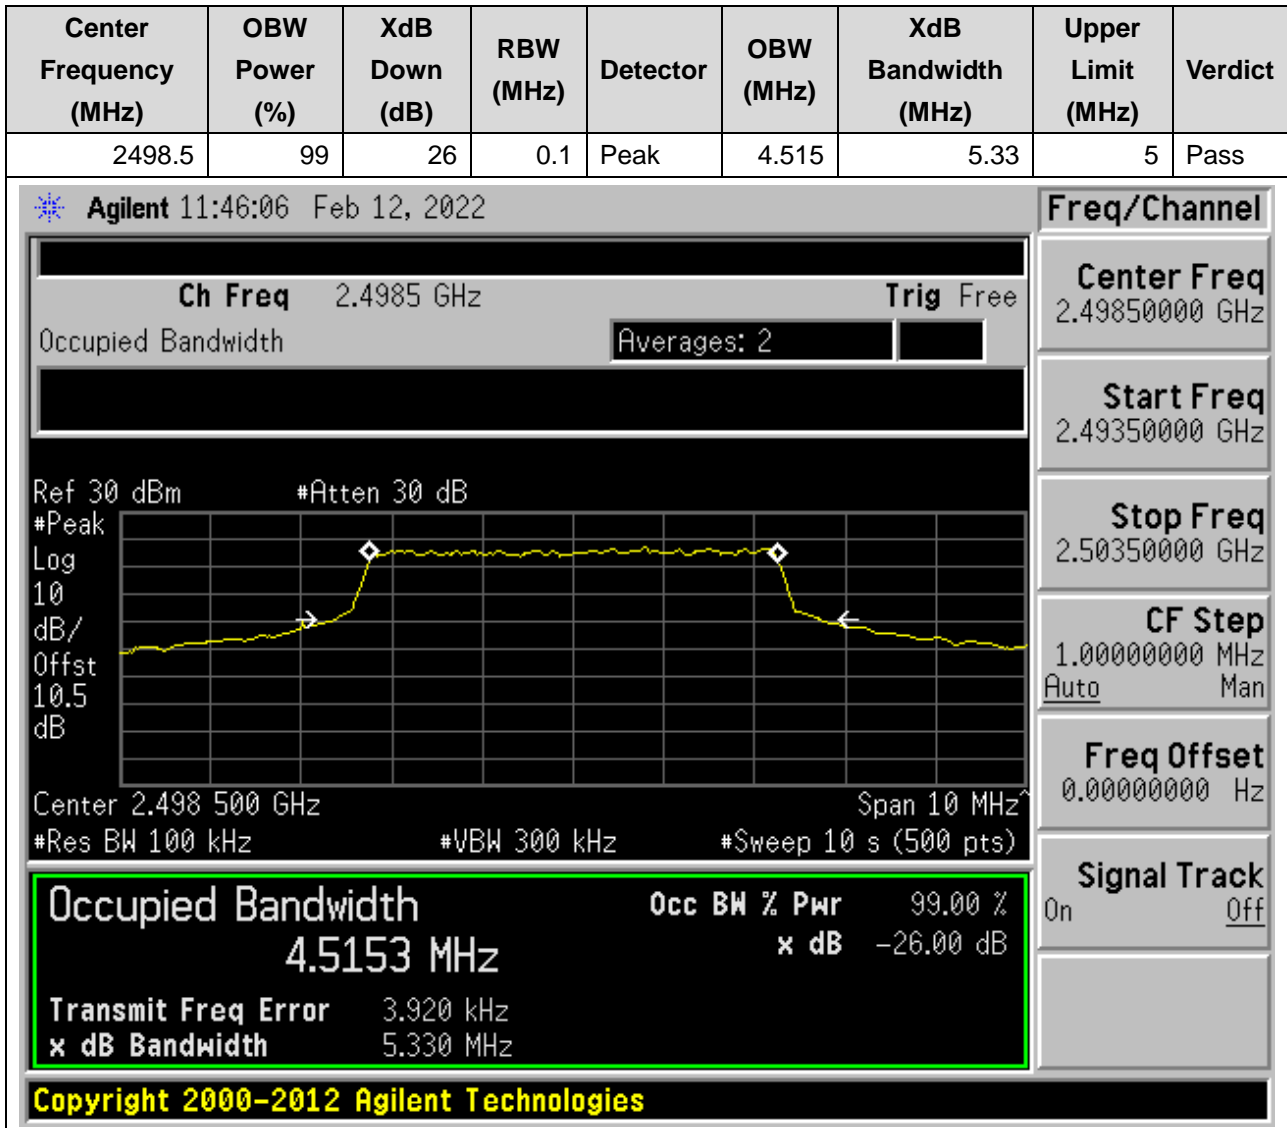 Center Frequency (MHz) OBW Power (%) XdB Down (dB) RBW (MHz) Detector OBW (MHz) XdB Bandwidth (MHz) Upper Limit (MHz) Verdict
2498.5 99 26 0.1 Peak 4.515 5.33 5 Pass
Agilent 11:46:06 Feb 12, 2022
Ch Freq 2.4985 GHz Trig Free
Occupied Bandwidth Averages: 2
Ref 30 dBm #Atten 30 dB
#Peak
Log
10
dB/
Offst
10.5
dB
Center 2.498 500 GHz Span 10 MHz^
#Res BW 100 kHz #VBW 300 kHz #Sweep 10 s (500 pts)
Occupied Bandwidth Occ BW % Pwr 99.00 %
4.5153 MHz x dB -26.00 dB
Transmit Freq Error 3.920 kHz
x dB Bandwidth 5.330 MHz
Freq/Channel
Center Freq
2.49850000 GHz
Start Freq
2.49350000 GHz
Stop Freq
2.50350000 GHz
CF Step
1.00000000 MHz
Auto Man
Freq Offset
0.00000000 Hz
Signal Track
On Off
Copyright 2000-2012 Agilent Technologies